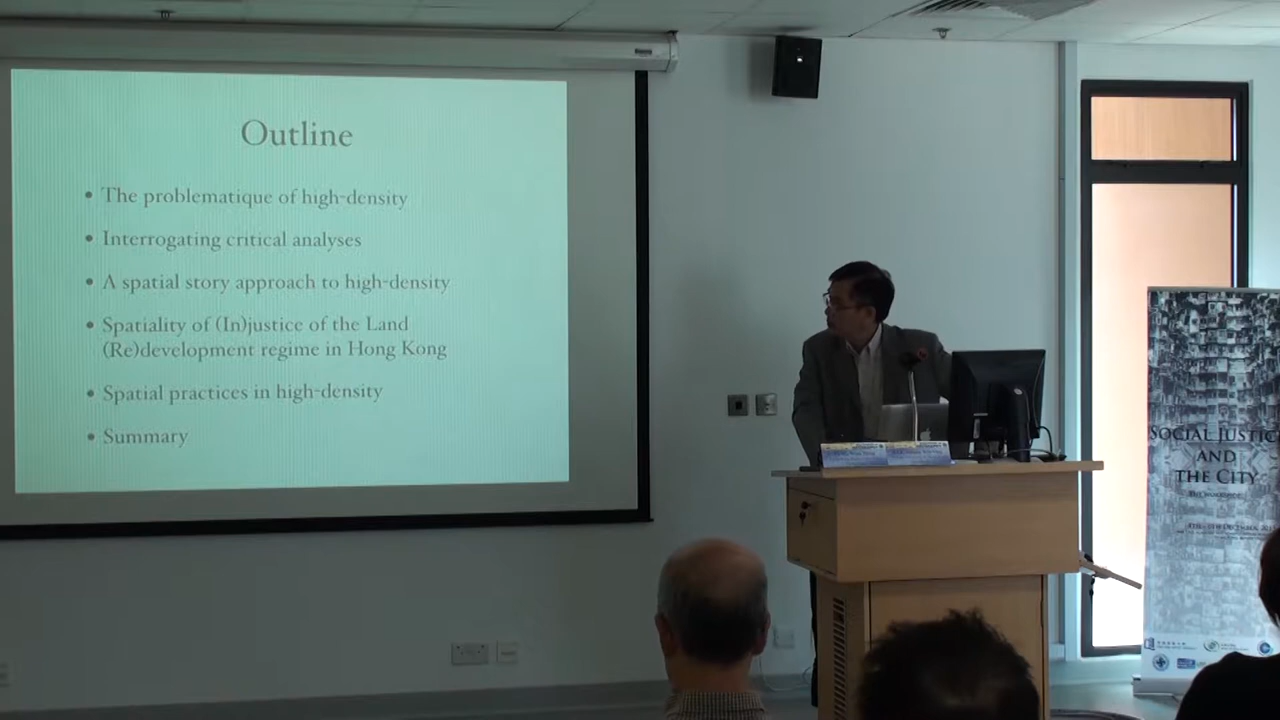 Outline
• The problematique of high-density
• Interrogating critical analyses
• A spatial story approach to high-density
• Spatiality of (In)justice of the Land
(Re)development regime in Hong Kong
• Spatial practices in high-density
• Summary
SOCIAL JUSTIC
AND
THE CITY